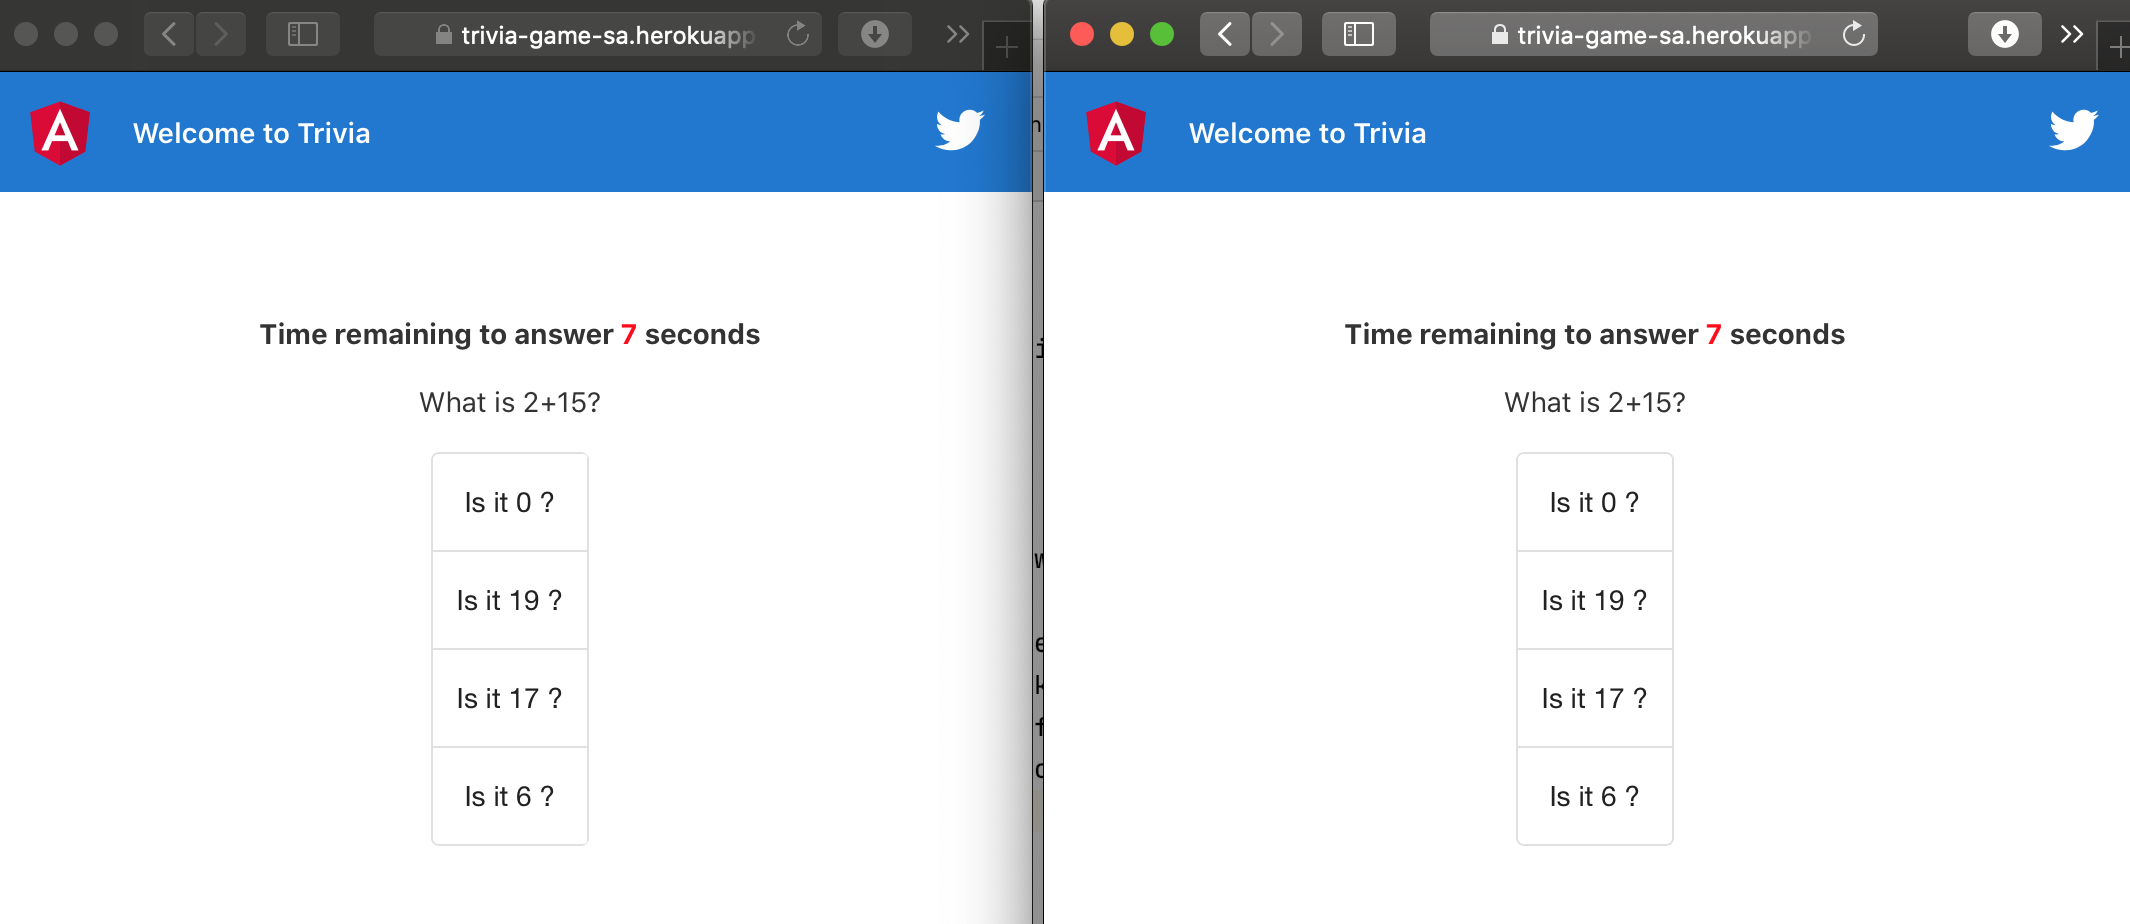 trivia-game-sa.herokuapp
Welcome to Trivia
Time remaining to answer 7 seconds
What is 2+15?
Is it 0 ?
Is it 19 ?
Is it 17 ?
Is it 6 ?
trivia-game-sa.herokuapp
Welcome to Trivia
Time remaining to answer 7 seconds
What is 2+15?
Is it 0 ?
Is it 19 ?
Is it 17 ?
Is it 6 ?